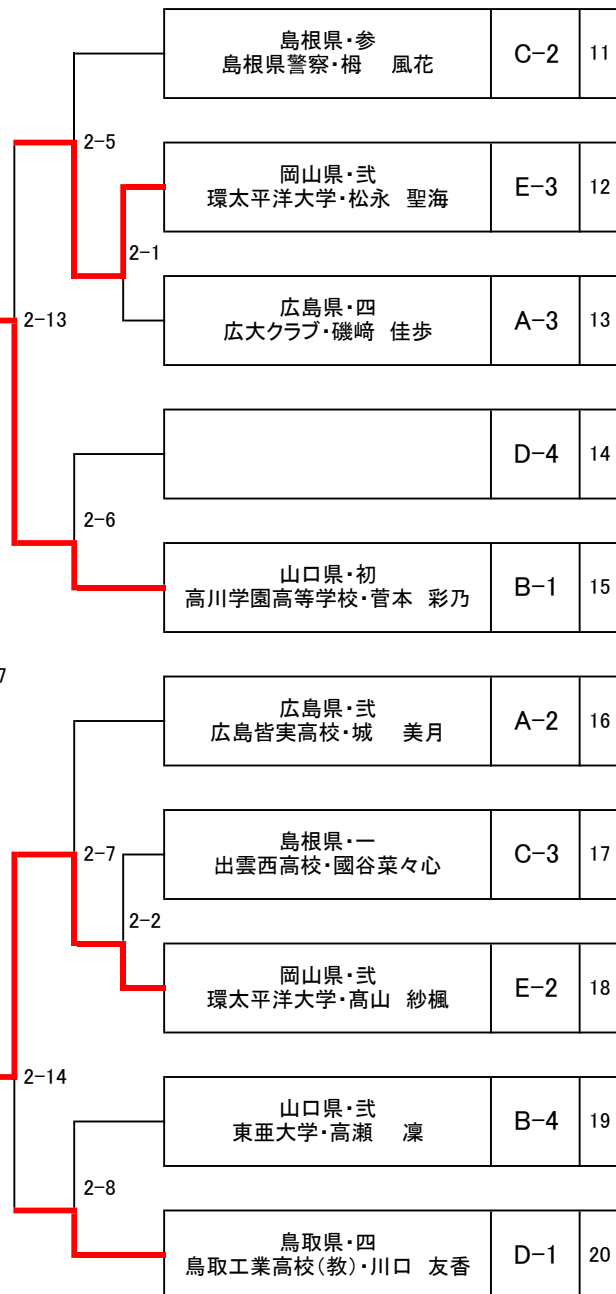 島根県・参
島根県警察・栂　風花
C-2
11
2-5
岡山県・弐
環太平洋大学・松永　聖海
E-3
12
2-1
広島県・四
広大クラブ・磯﨑　佳歩
A-3
13
2-13
D-4
14
2-6
山口県・初
高川学園高等学校・菅本　彩乃
B-1
15
7
広島県・弐
広島皆実高校・城　美月
A-2
16
2-7
島根県・一
出雲西高校・國谷菜々心
C-3
17
2-2
岡山県・弐
環太平洋大学・髙山　紗楓
E-2
18
2-14
山口県・弐
東亜大学・高瀬　凜
B-4
19
2-8
鳥取県・四
鳥取工業高校(教)・川口　友香
D-1
20